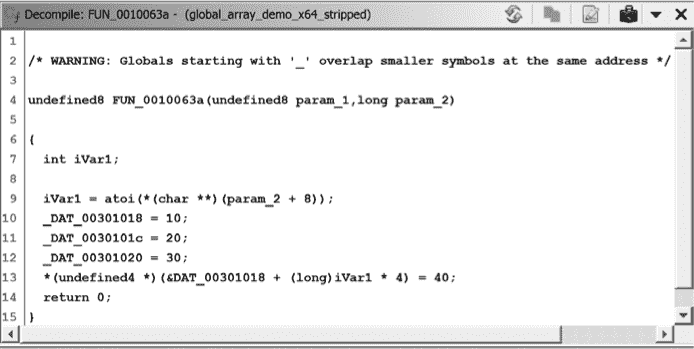 Decompile: FUN_0010063a - (global_array_demo_x64_stripped)
1
2 /* WARNING: Globals starting with '_' overlap smaller symbols at the same address */
3
4 undefined8 FUN_0010063a(undefined8 param_1,long param_2)
5
6 {
7 int iVar1;
8
9 iVar1 = atoi(*(char **)(param_2 + 8));
10 _DAT_00301018 = 10;
11 _DAT_0030101c = 20;
12 _DAT_00301020 = 30;
13 *(undefined4 *)(&DAT_00301018 + (long)iVar1 * 4) = 40;
14 return 0;
15 }